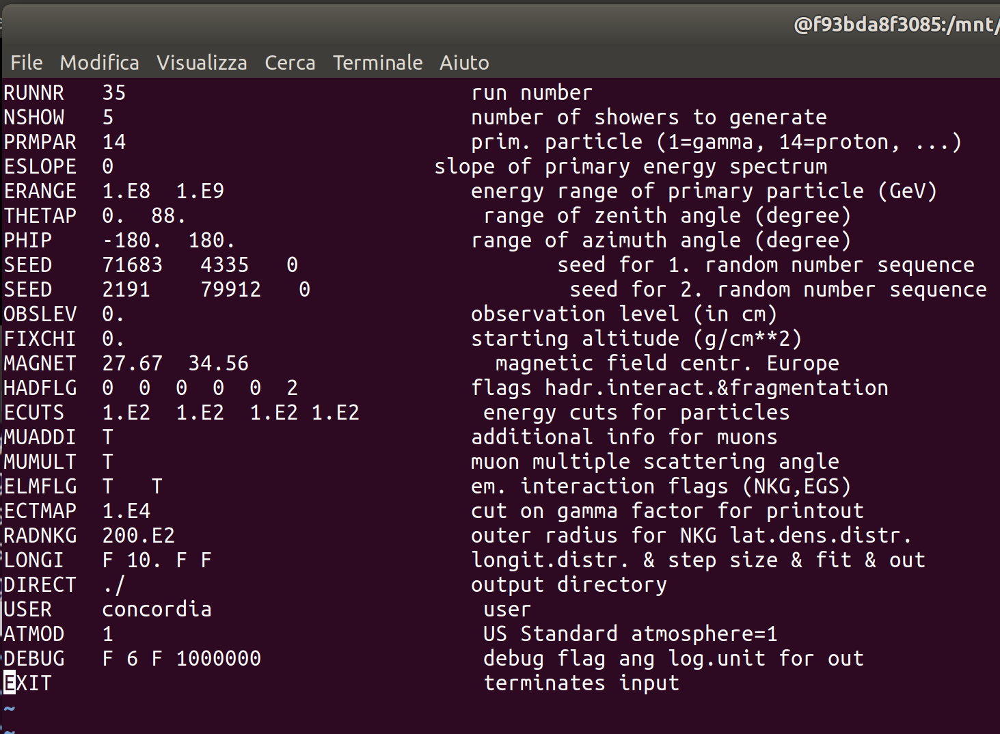 @f93bda8f3085:/mnt/
File Modifica Visualizza Cerca Terminale Aiuto
RUNNR 35 run number
NSHOW 5 number of showers to generate
PRMPAR 14 prim. particle (1=gamma, 14=proton, ...)
ESLOPE 0 slope of primary energy spectrum
ERANGE 1.E8 1.E9 energy range of primary particle (GeV)
THETAP 0. 88. range of zenith angle (degree)
PHIP -180. 180. range of azimuth angle (degree)
SEED 71683 4335 0 seed for 1. random number sequence
SEED 2191 79912 0 seed for 2. random number sequence
OBSLEV 0. observation level (in cm)
FIXCHI 0. starting altitude (g/cm**2)
MAGNET 27.67 34.56 magnetic field centr. Europe
HADFLG 0 0 0 0 0 2 flags hadr.interact.&fragmentation
ECUTS 1.E2 1.E2 1.E2 1.E2 energy cuts for particles
MUADDI T additional info for muons
MUMULT T muon multiple scattering angle
ELMFLG T T em. interaction flags (NKG,EGS)
ECTMAP 1.E4 cut on gamma factor for printout
RADNKG 200.E2 outer radius for NKG lat.dens.distr.
LONGI F 10. F F longit.distr. & step size & fit & out
DIRECT ./ output directory
USER concordia user
ATMOD 1 US Standard atmosphere=1
DEBUG F 6 F 1000000 debug flag ang log.unit for out
EXIT terminates input
~
~